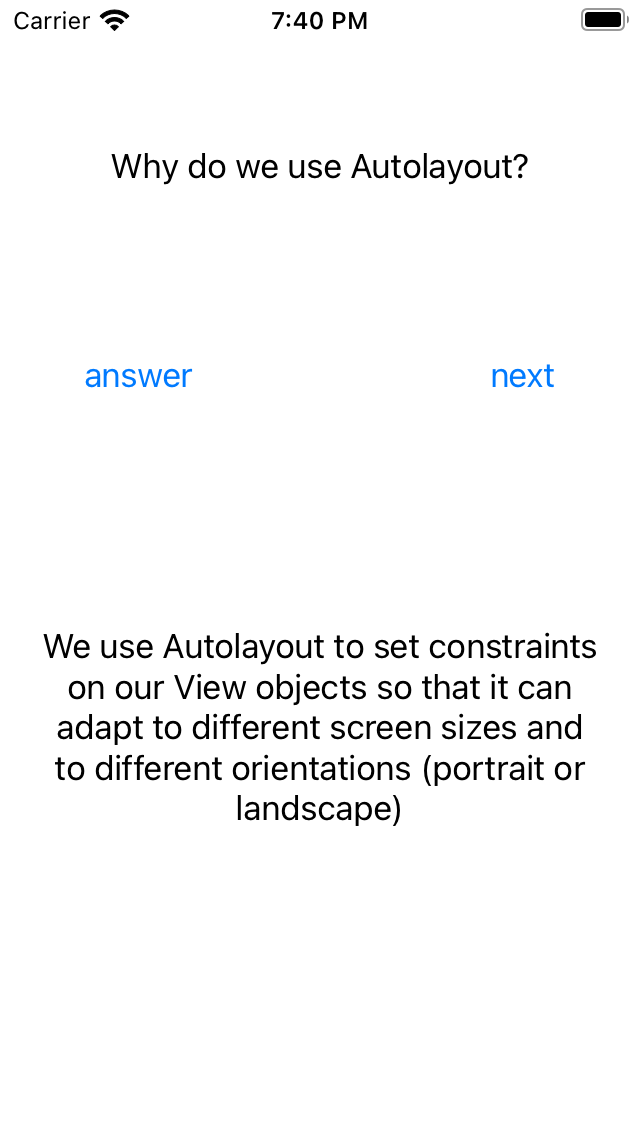 Carrier 7:40 PM
Why do we use Autolayout?
answer next
We use Autolayout to set constraints
on our View objects so that it can
adapt to different screen sizes and
to different orientations (portrait or
landscape)